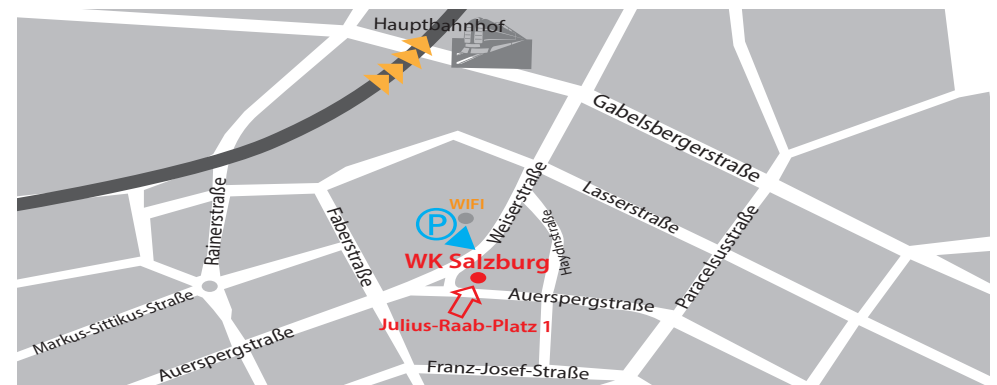 Hauptbahnhof
Gabelsbergerstraße
Rainerstraße
Faberstraße
WIFI
P
Weiserstraße
Haydnstraße
Lasserstraße
Paracelsusstraße
WK Salzburg
Auerspergstraße
Julius-Raab-Platz 1
Markus-Sittikus-Straße
Auerspergstraße
Franz-Josef-Straße